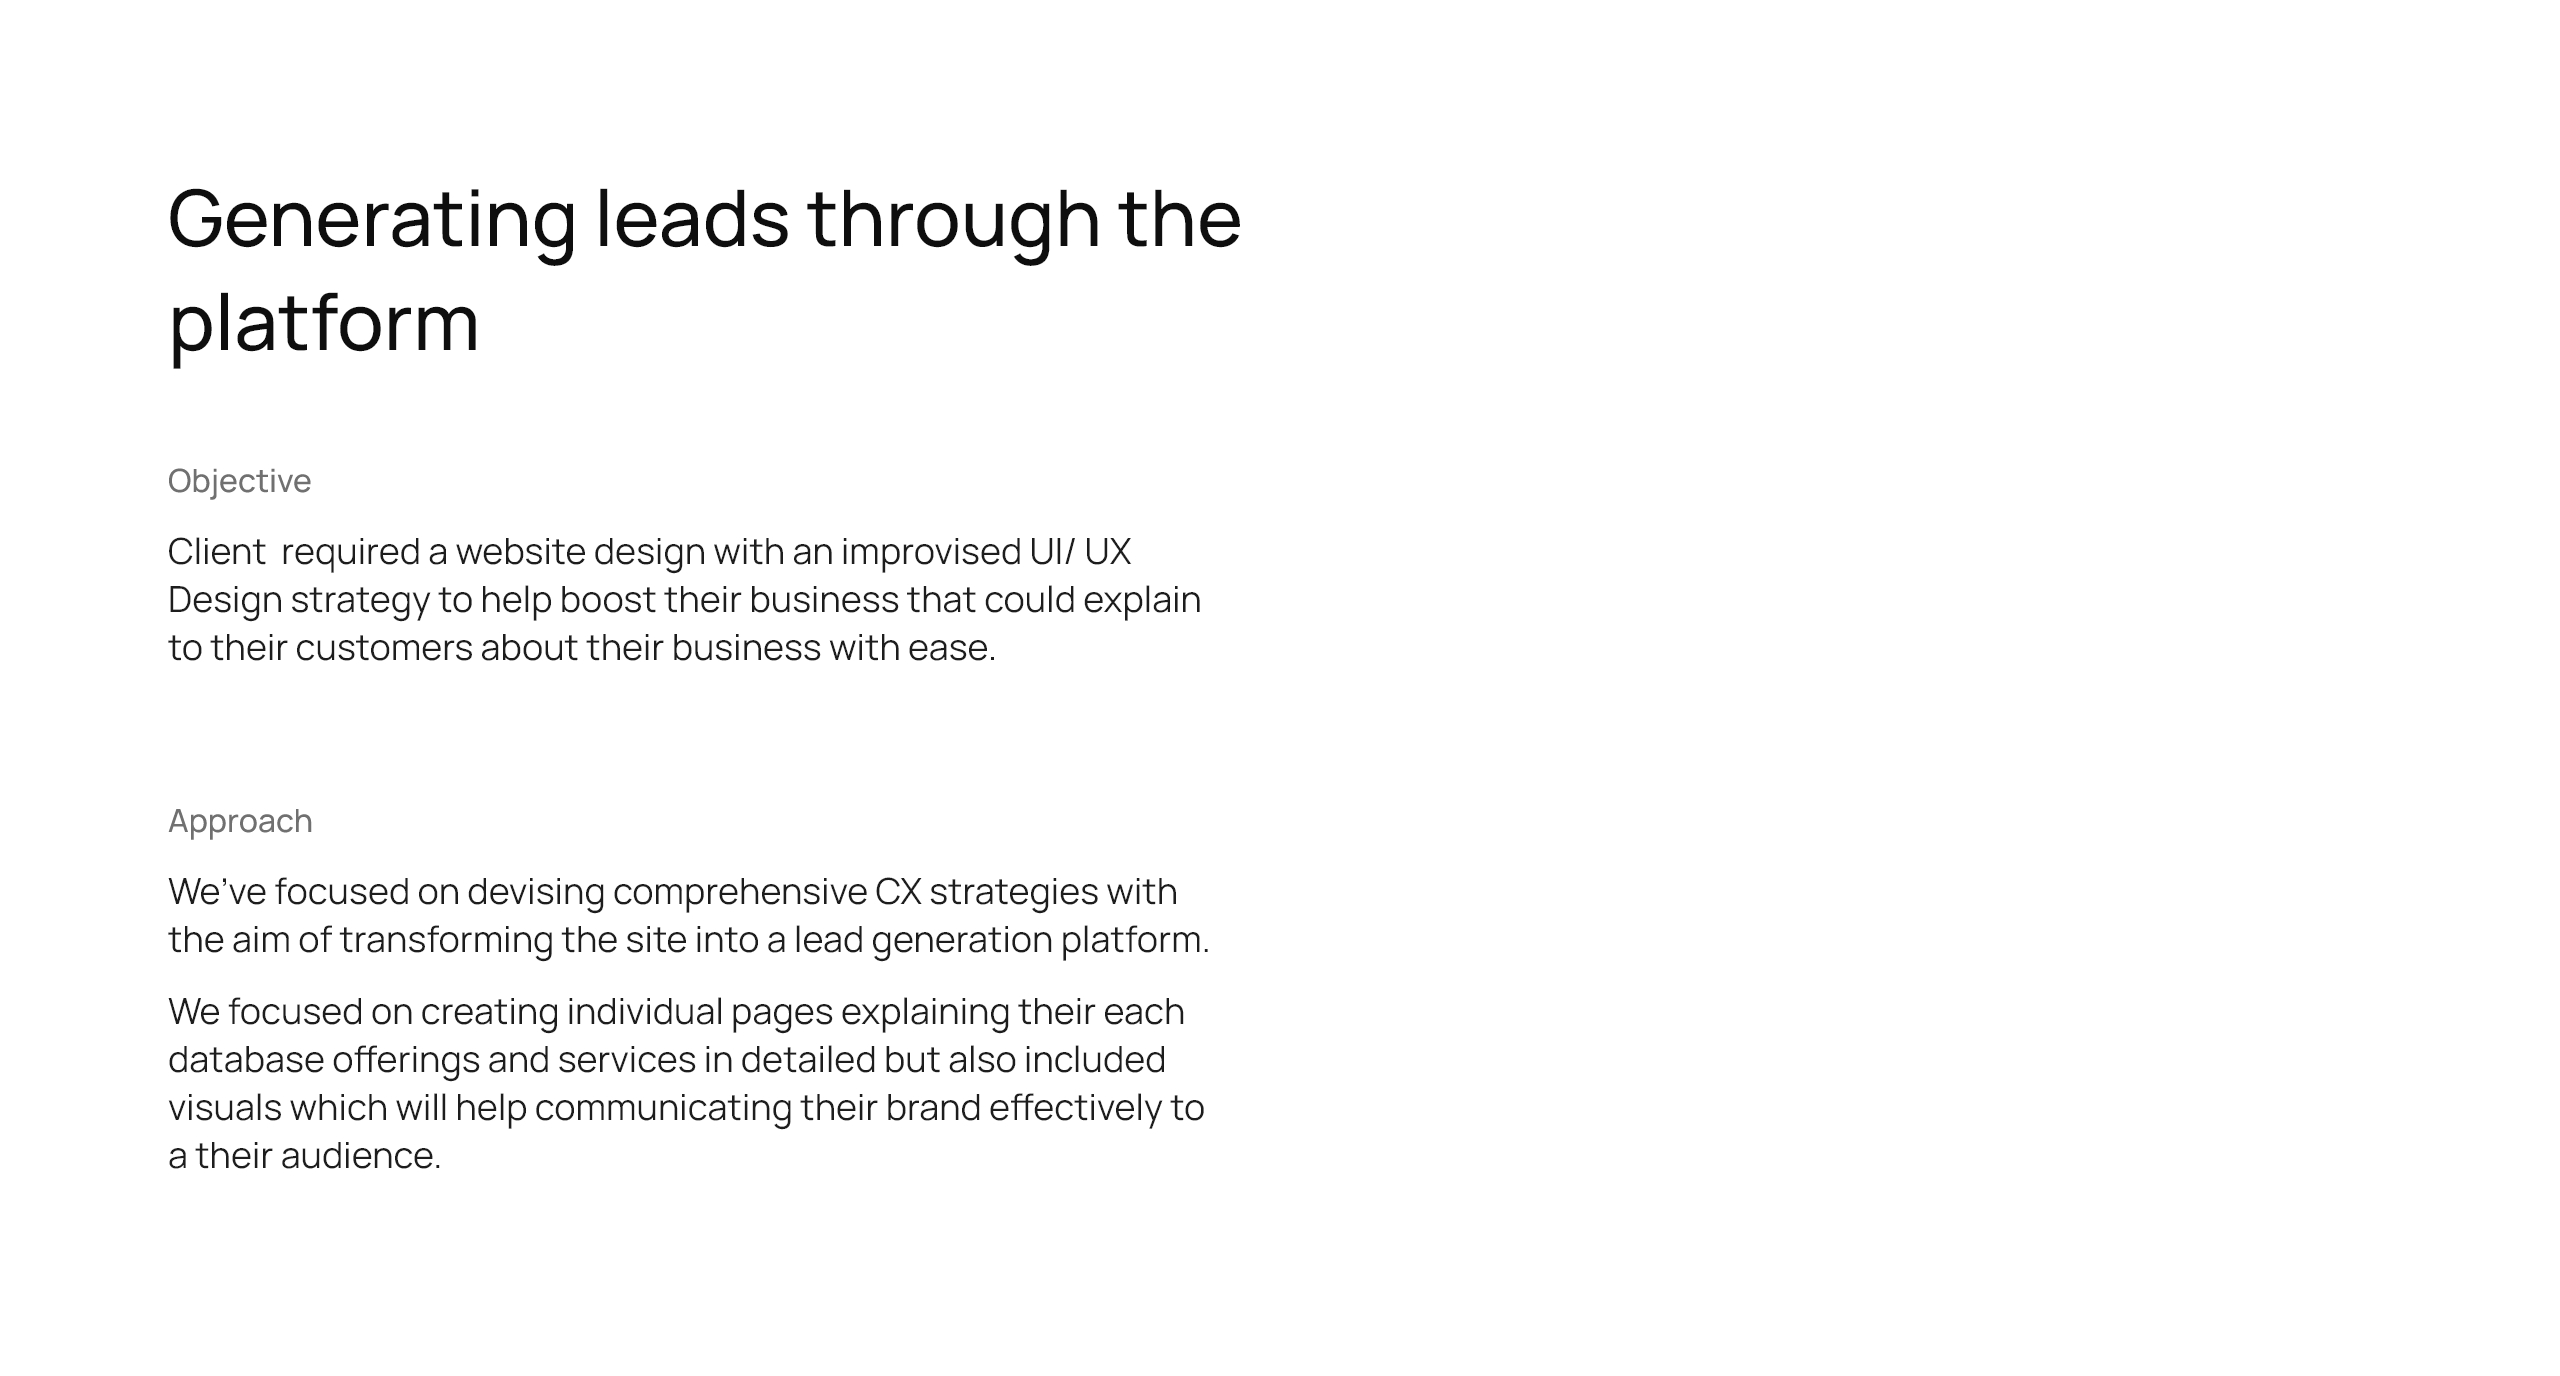 Generating leads through the
platform
Objective
Client  required a website design with an improvised UI/ UX
Design strategy to help boost their business that could explain
to their customers about their business with ease.
Approach
We’ve focused on devising comprehensive CX strategies with
the aim of transforming the site into a lead generation platform.
We focused on creating individual pages explaining their each
database offerings and services in detailed but also included
visuals which will help communicating their brand effectively to
a their audience.